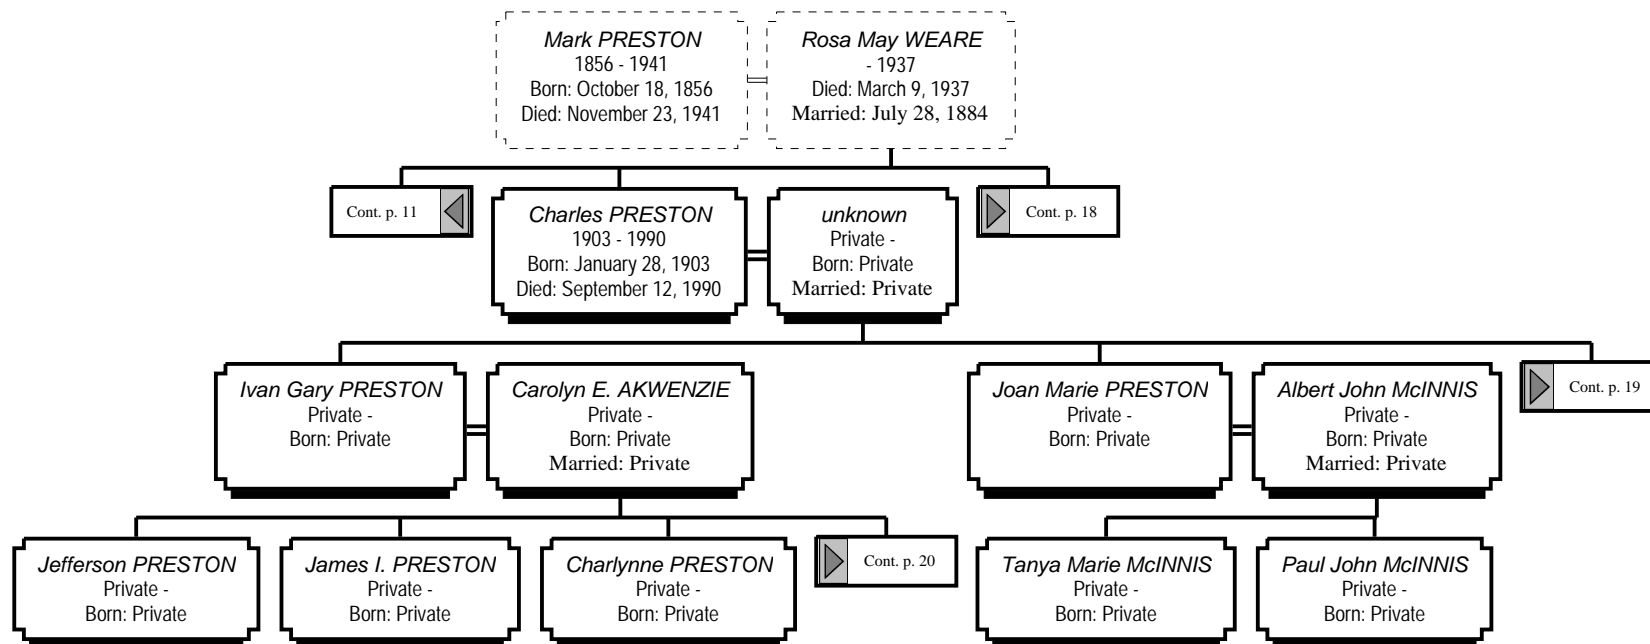 Mark PRESTON
1856 - 1941
Born: October 18, 1856
Died: November 23, 1941
Rosa May WEARE
- 1937
Died: March 9, 1937
Married: July 28, 1884
Cont. p. 11
Charles PRESTON
1903 - 1990
Born: January 28, 1903
Died: September 12, 1990
unknown
Private -
Born: Private
Married: Private
Cont. p. 18
Ivan Gary PRESTON
Private -
Born: Private
Carolyn E. AKWENZIE
Private -
Born: Private
Married: Private
Joan Marie PRESTON
Private -
Born: Private
Albert John McINNIS
Private -
Born: Private
Married: Private
Cont. p. 19
Jefferson PRESTON
Private -
Born: Private
James I. PRESTON
Private -
Born: Private
Charlynne PRESTON
Private -
Born: Private
Cont. p. 20
Tanya Marie McINNIS
Private -
Born: Private
Paul John McINNIS
Private -
Born: Private